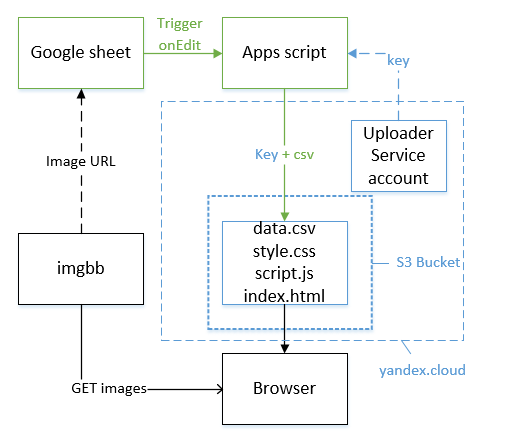 Trigger
onEdit
Google sheet
Apps script
key
Image URL
Key + csv
Uploader
Service
account
data.csv
style.css
script.js
index.html
S3 Bucket
imgbb
yandex.cloud
GET images
Browser